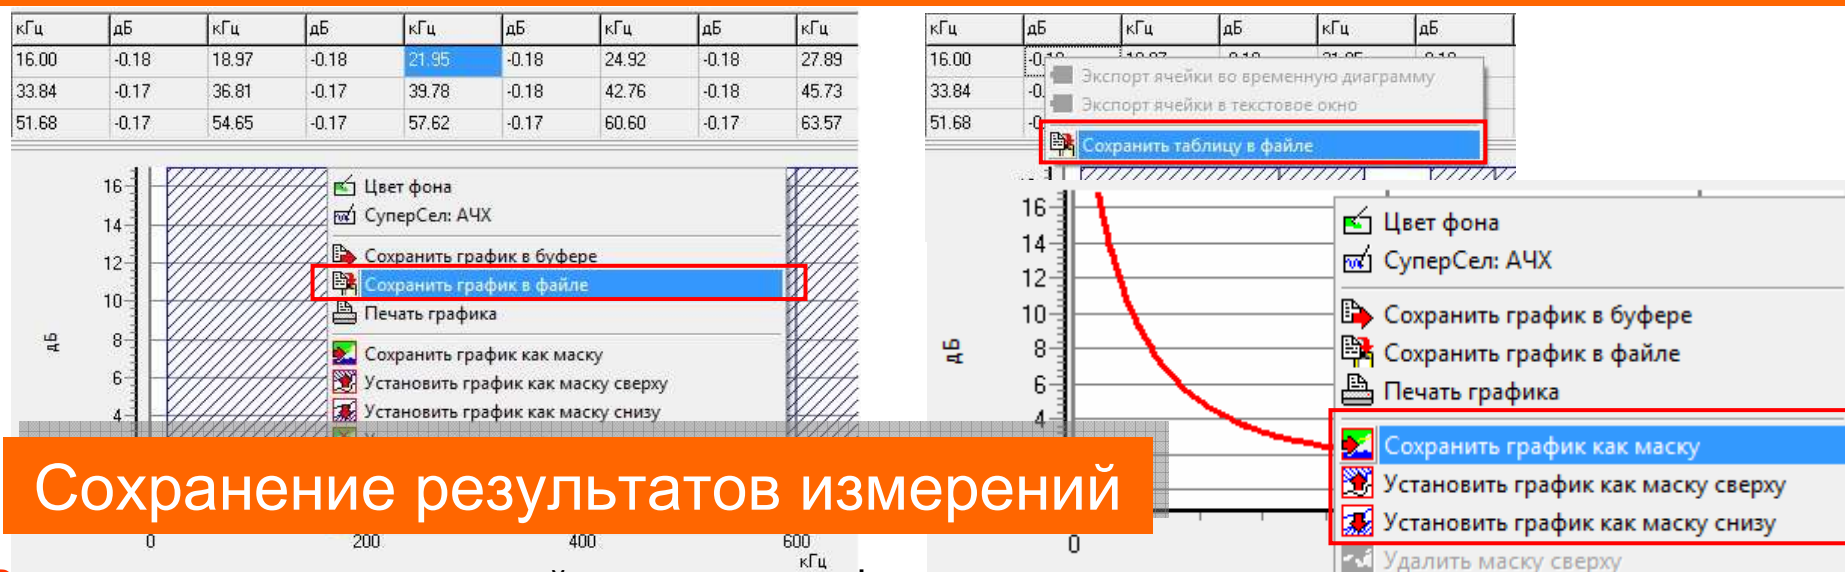 кГц дБ кГц дБ кГц дБ кГц дБ кГц
16.00 -0.18 18.97 -0.18 21.95 -0.18 24.92 -0.18 27.89
33.84 -0.17 36.81 -0.17 39.78 -0.18 42.76 -0.18 45.73
51.68 -0.17 54.65 -0.17 57.62 -0.17 60.60 -0.17 63.57
16
14
12
10
8
6
4
дБ
Цвет фона
СуперСел: АЧХ
Сохранить график в буфере
Сохранить график в файле
Печать графика
Сохранить график как маску
Установить график как маску сверху
Установить график как маску снизу
0 200 400 600
кГц
кГц дБ кГц дБ кГц дБ
16.00
33.84
51.68
Экспорт ячейки во временную диаграмму
Экспорт ячейки в текстовое окно
Сохранить таблицу в файле
16
14
12
10
8
6
4
дБ
0
Цвет фона
СуперСел: АЧХ
Сохранить график в буфере
Сохранить график в файле
Печать графика
Сохранить график как маску
Установить график как маску сверху
Установить график как маску снизу
Удалить маску сверху
Сохранение результатов измерений